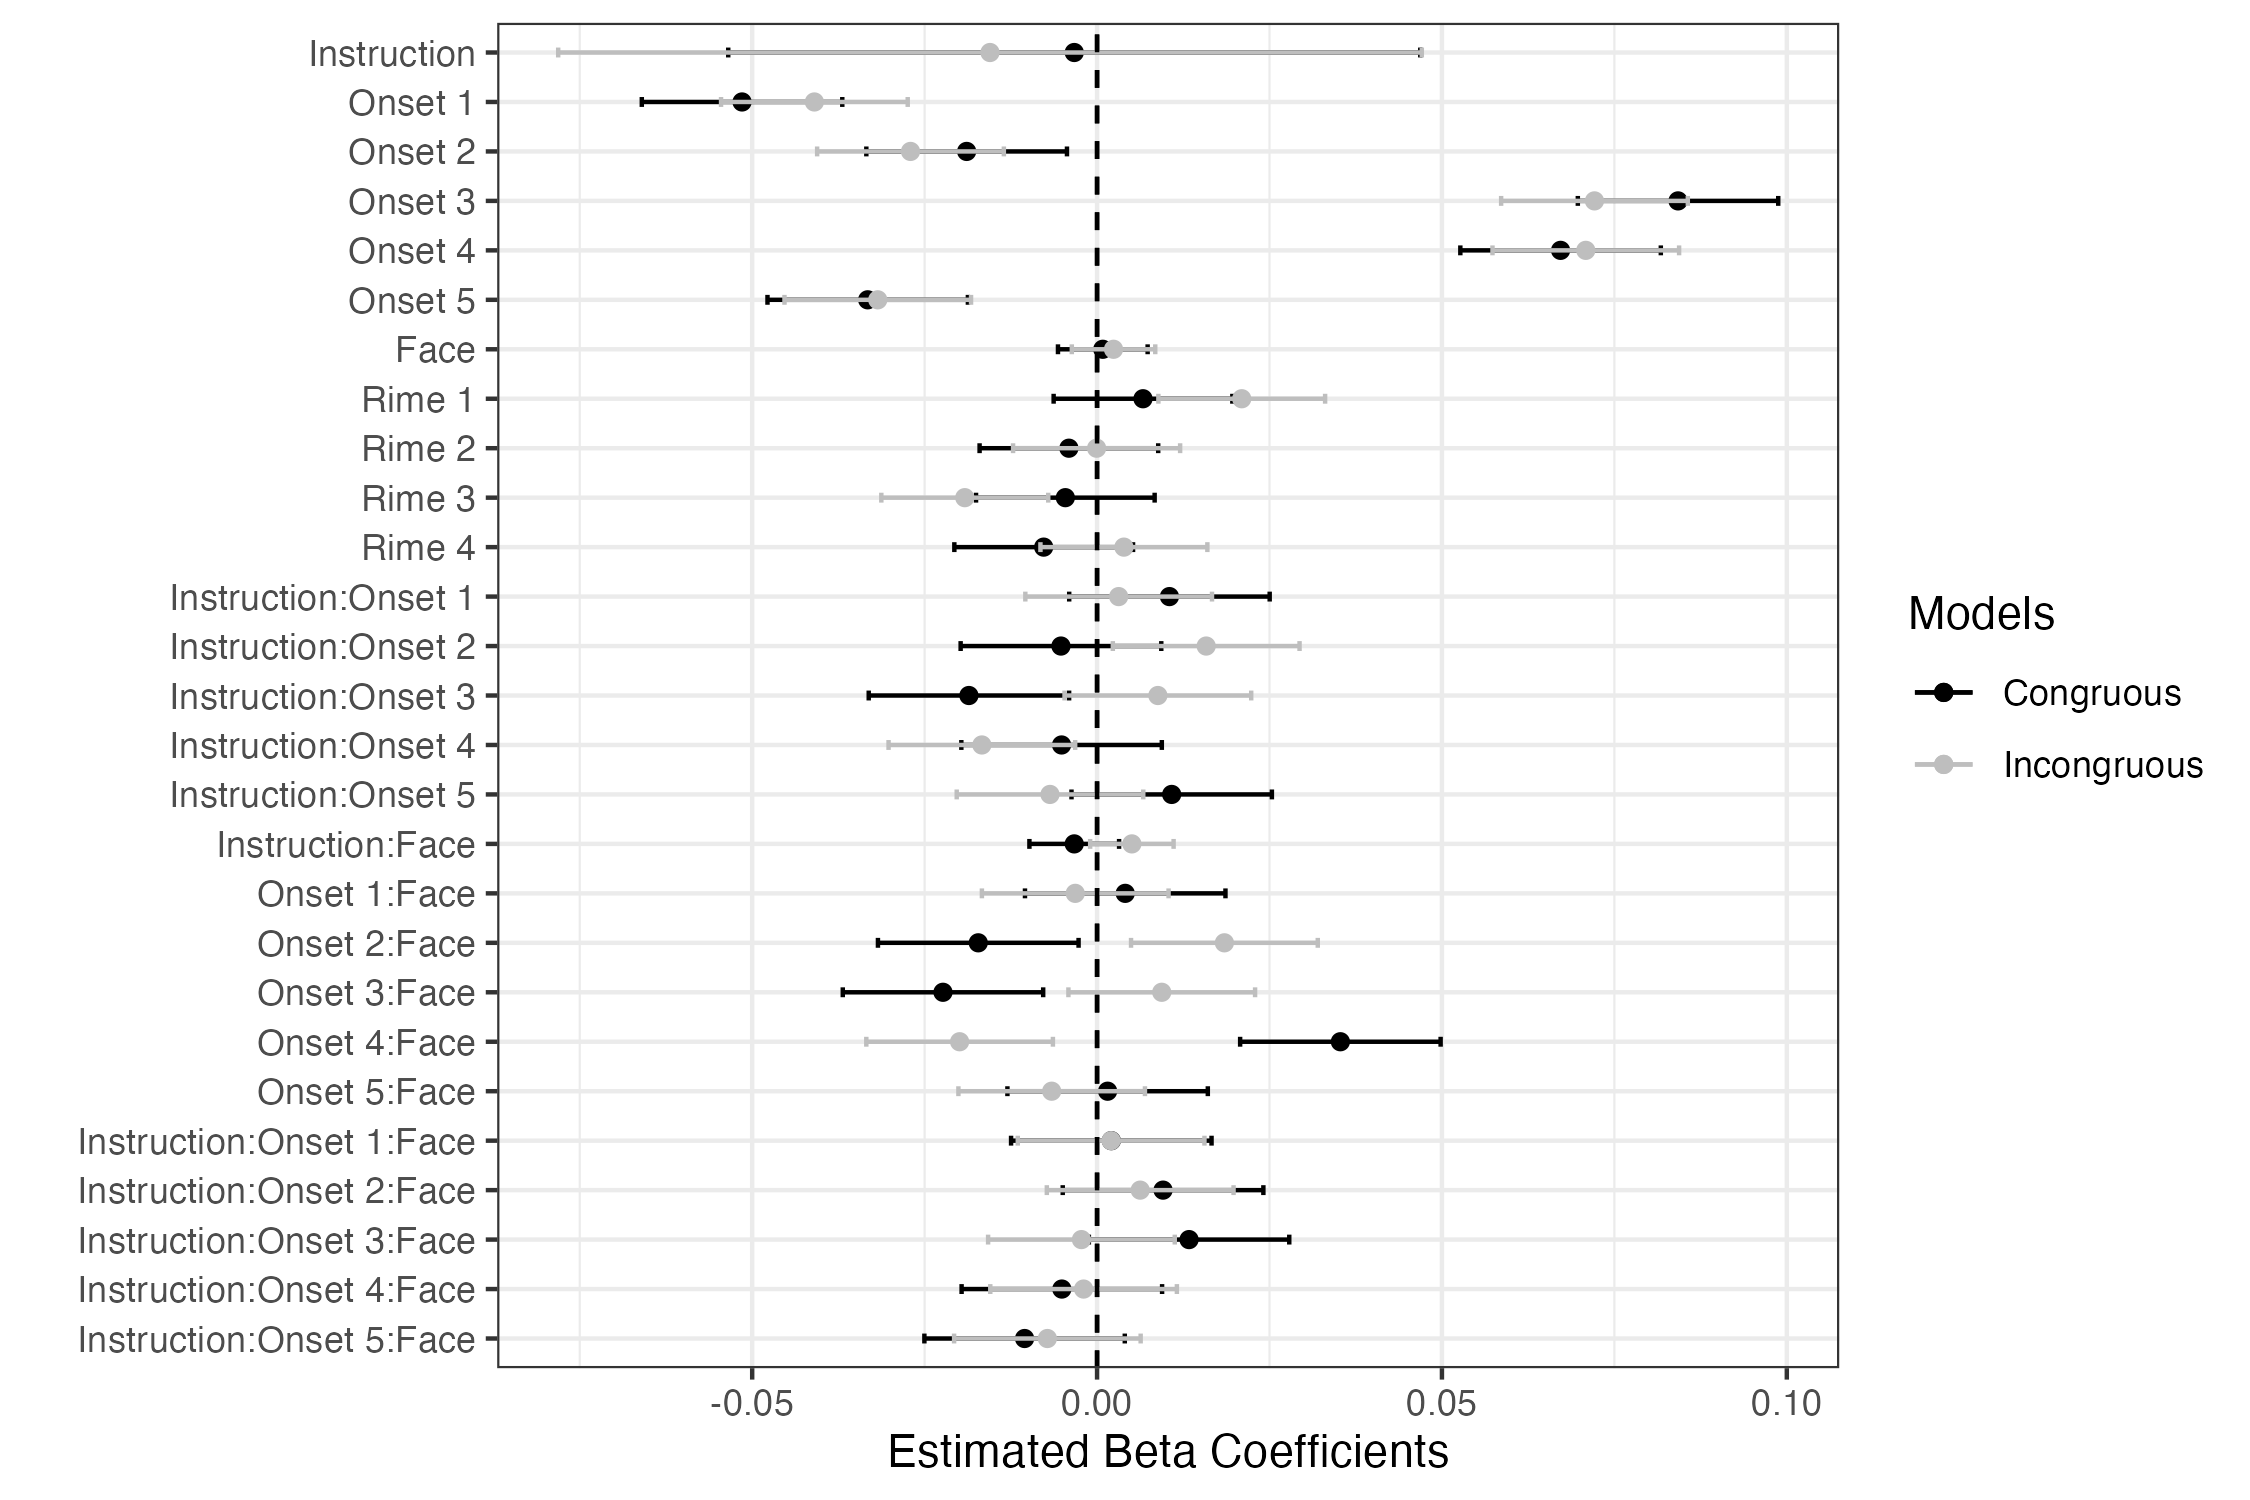 Instruction
Onset 1
Onset 2
Onset 3
Onset 4
Onset 5
Face
Rime 1
Rime 2
Rime 3
Rime 4
Instruction:Onset 1
Instruction:Onset 2
Instruction:Onset 3
Instruction:Onset 4
Instruction:Onset 5
Instruction:Face
Onset 1:Face
Onset 2:Face
Onset 3:Face
Onset 4:Face
Onset 5:Face
Instruction:Onset 1:Face
Instruction:Onset 2:Face
Instruction:Onset 3:Face
Instruction:Onset 4:Face
Instruction:Onset 5:Face
-0.05 0.00 0.05 0.10
Estimated Beta Coefficients
Models
Congruous
Incongruous